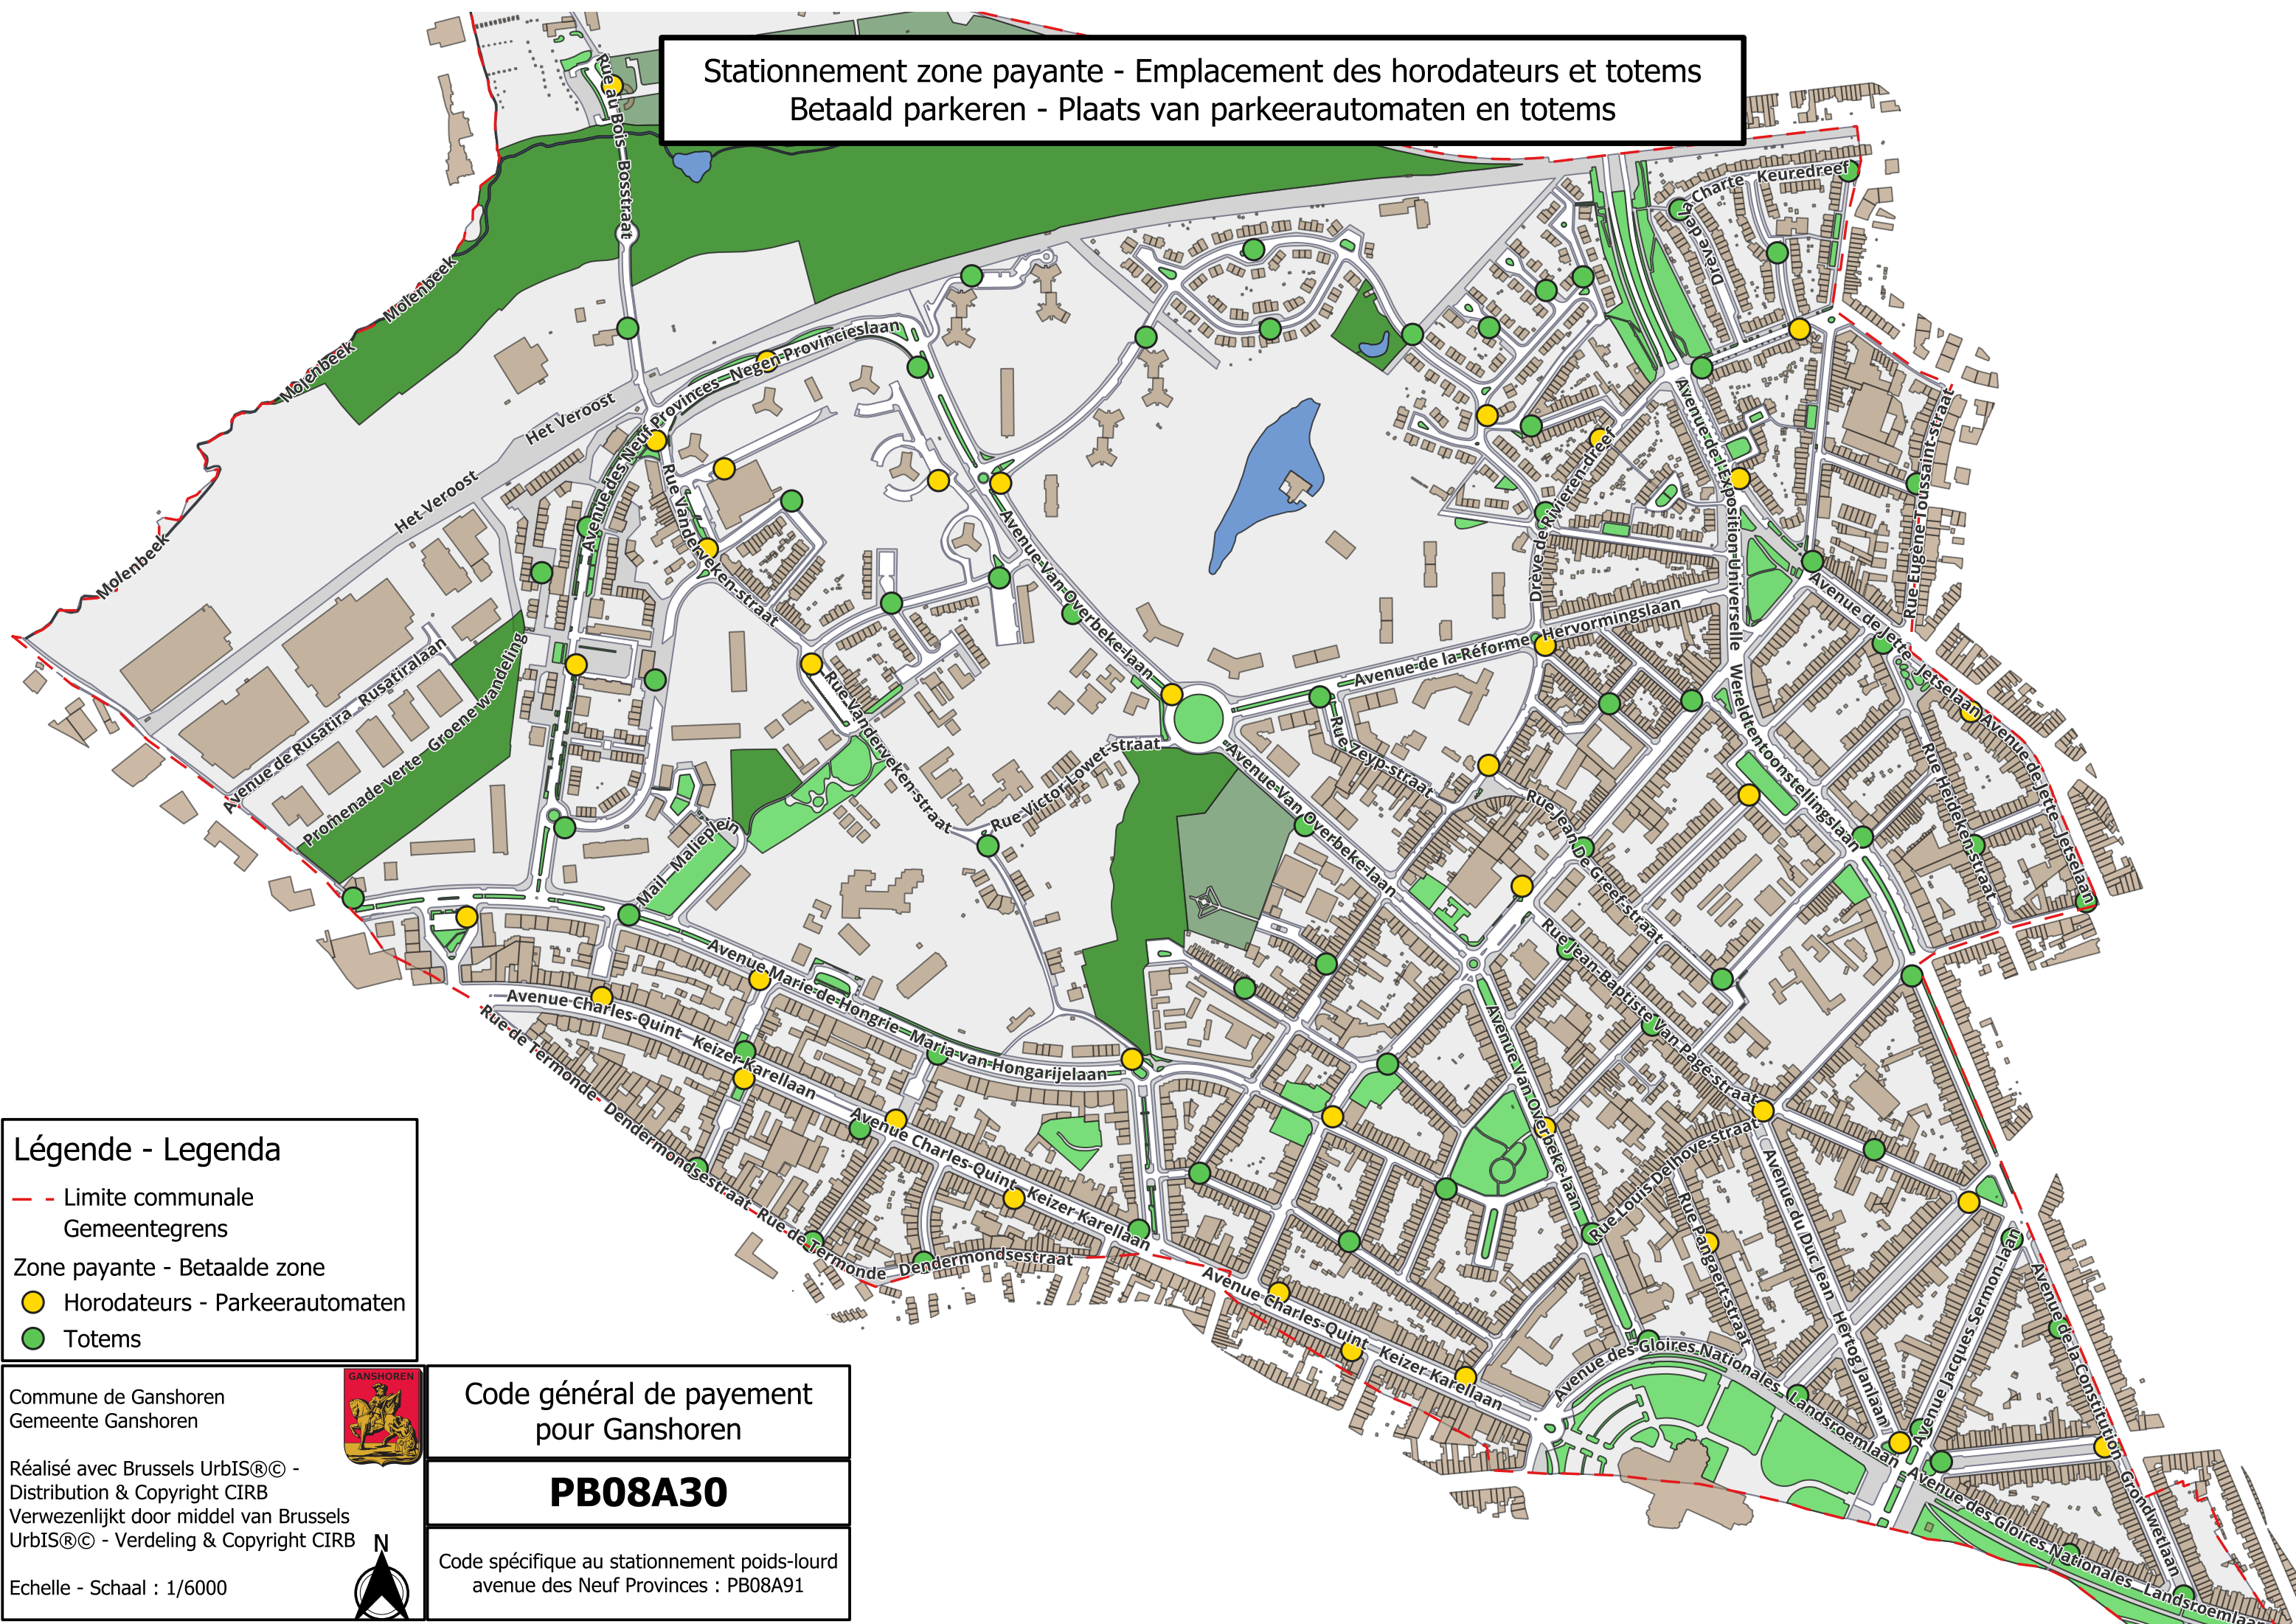 Stationnement zone payante - Emplacement des horodateurs et totems
Betaald parkeren - Plaats van parkeerautomaten en totems
Rue au Bois Bosstraat
Drève de la Charte Keuredreef
Molenbeek
Molenbeek
Molenbeek
Het Veroost
Het Veroost
Avenue des Neuf Provinces Negen Provincieslaan
Rue Vanderveken-straat
Rue Vanderveken-straat
Avenue Van Overbeke-laan
Drève de Rivieren-dreef
Avenue de l'Exposition Universelle Wereldtentoonstellingslaan
Rue Eugène Toussaint-straat
Avenue de Jette Jetselaan
Avenue de Jette Jetselaan
Avenue de la Réforme Hervormingslaan
Rue Zeyp-straat
Rue Heideken-straat
Avenue de Rusatira Rusatiralaan
Promenade verte Groene wandeling
Rue Victor Lowet-straat
Avenue Van Overbeke-laan
Rue Jean De Greef-straat
Mail Malieplein
Rue Jean-Baptiste Van Pagé-straat
Avenue Marie de Hongrie Maria van Hongarijelaan
Avenue Charles-Quint Keizer Karellaan
Rue de Termonde Dendermondsestraat
Avenue Charles-Quint Keizer Karellaan
Avenue Van Overbeke-laan
Rue Louis Delhove-straat
Rue Pangaert-straat
Avenue du Duc Jean Hertog Janlaan
Avenue Jacques Sermon-laan
Avenue de la Constitution Grondwetlaan
Rue de Termonde Dendermondsestraat
Avenue Charles-Quint Keizer Karellaan
Avenue des Gloires Nationales Landsroemlaan
Avenue des Gloires Nationales Landsroemlaan
Légende - Legenda
Limite communale
Gemeentegrens
Zone payante - Betaalde zone
Horodateurs - Parkeerautomaten
Totems
Commune de Ganshoren
Gemeente Ganshoren
GANSHOREN
Réalisé avec Brussels UrbIS®© -
Distribution & Copyright CIRB
Verwezenlijkt door middel van Brussels
UrbIS®© - Verdeling & Copyright CIRB
N
Echelle - Schaal : 1/6000
Code général de payement
pour Ganshoren
PB08A30
Code spécifique au stationnement poids-lourd
avenue des Neuf Provinces : PB08A91